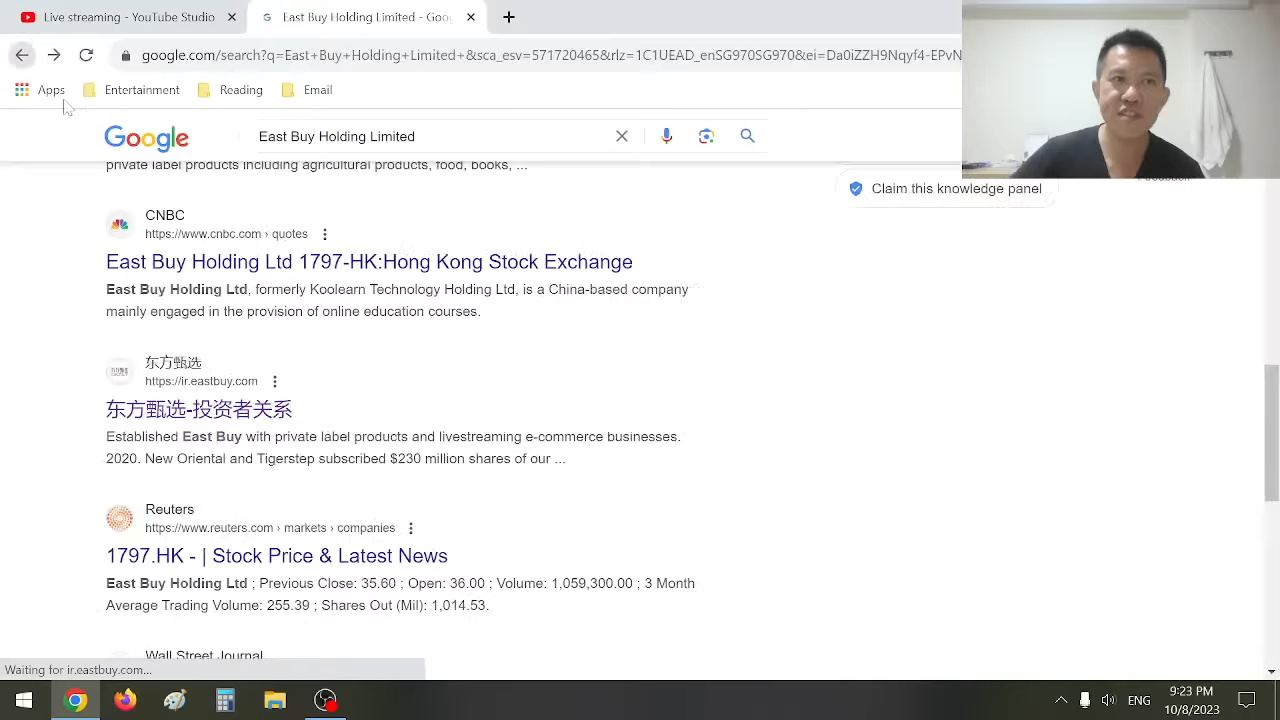 Live streaming - YouTube Studio
East Buy Holding Limited - Goo
google.com/search?q=East+Buy+Holding+Limited+&sca_esv=571720465&rlz=1C1UEAD_enSG970SG970&ei=Da0iZZH9Nqyf4-EPvN
Apps
Entertainment
Reading
Email
Google
East Buy Holding Limited
private label products including agricultural products, food, books, ...
Feedback
Claim this knowledge panel
CNBC
https://www.cnbc.com › quotes
East Buy Holding Ltd 1797-HK:Hong Kong Stock Exchange
East Buy Holding Ltd, formerly Koolearn Technology Holding Ltd, is a China-based company
mainly engaged in the provision of online education courses.
东方甄选
https://ir.eastbuy.com
东方甄选-投资者关系
Established East Buy with private label products and livestreaming e-commerce businesses.
2020. New Oriental and Tigerstep subscribed $230 million shares of our ...
Reuters
https://www.reuters.com › markets › companies
1797.HK - | Stock Price & Latest News
East Buy Holding Ltd ; Previous Close: 35.60 ; Open: 36.00 ; Volume: 1,059,300.00 ; 3 Month
Average Trading Volume: 255.39 ; Shares Out (Mil): 1,014.53.
Wall Street Journal
Waiting for ir.eastbuy.com...
ENG
9:23 PM
10/8/2023